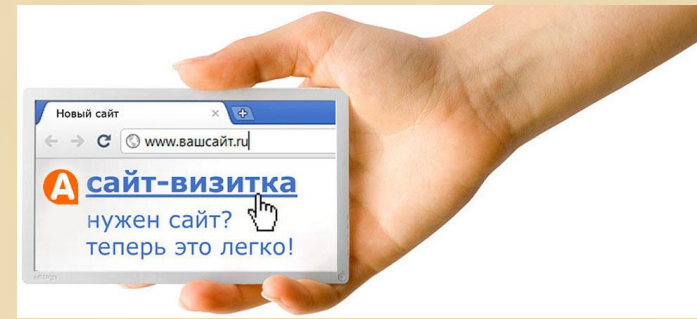 Новый сайт
www.вашсайт.ru
А сайт-визитка
нужен сайт?
теперь это легко!